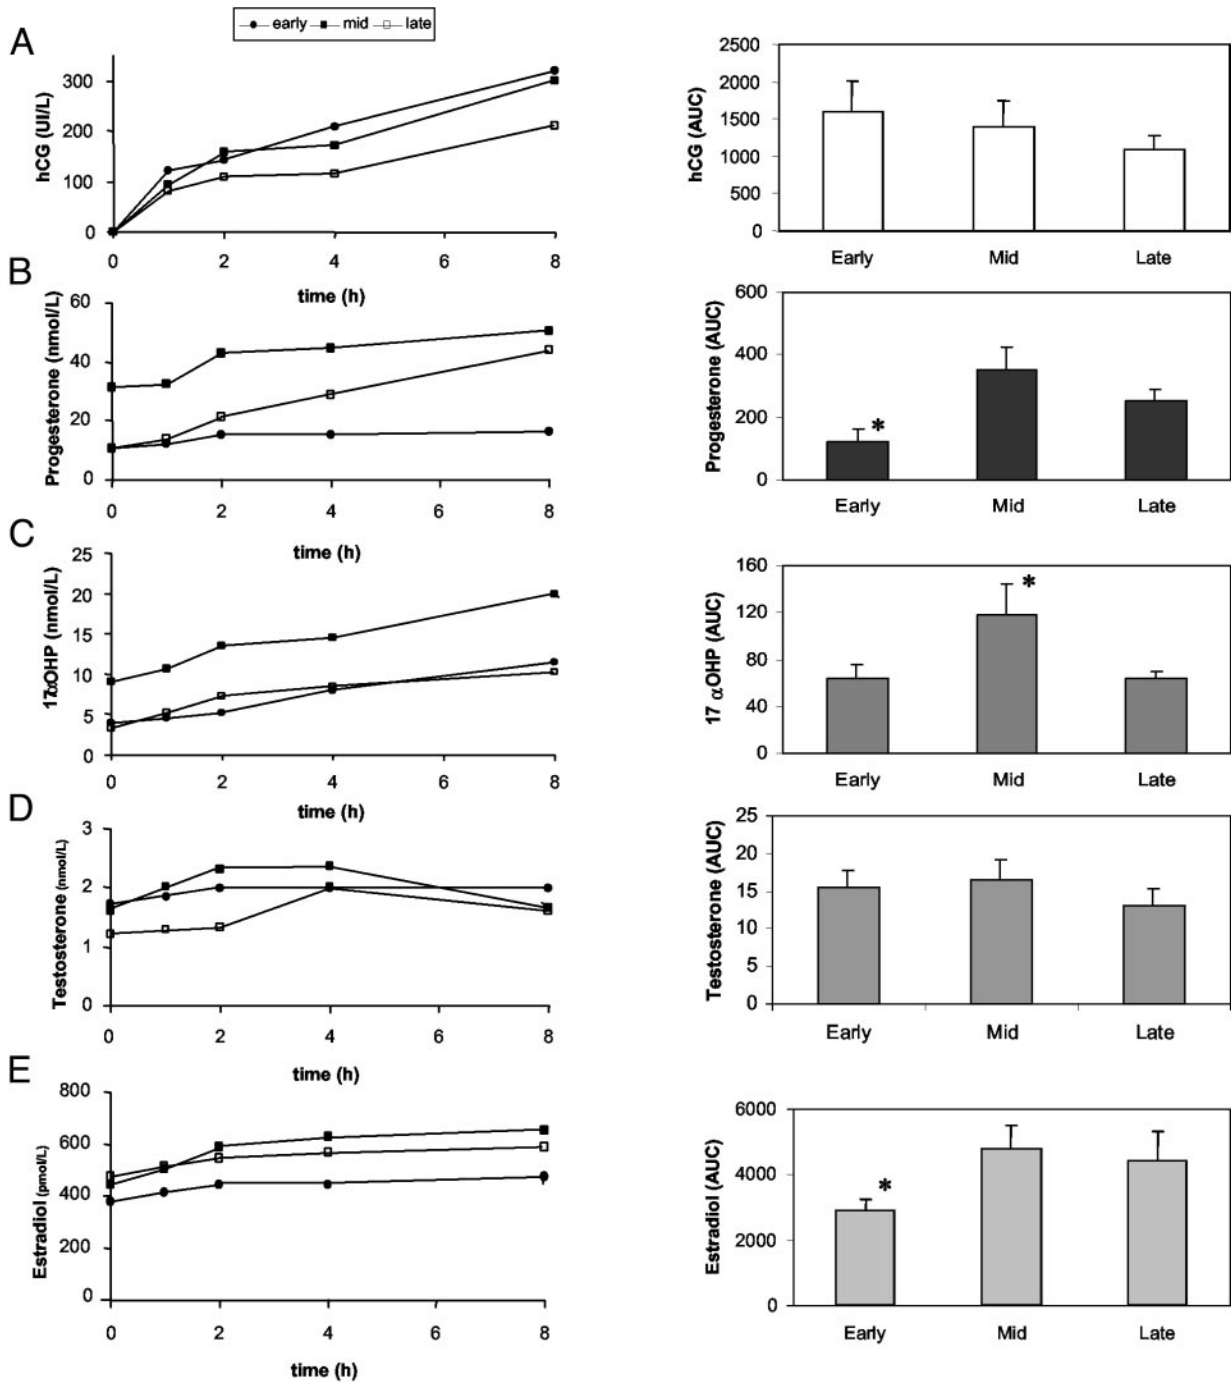 early mid late
A
hCG (UI/L)
300
200
100
0
0 2 4 6 8
time (h)
hCG (AUC)
2500
2000
1500
1000
500
0
Early Mid Late
B
Progesterone (nmol/L)
60
40
20
0
0 2 4 6 8
time (h)
Progesterone (AUC)
600
400
200
0
*
Early Mid Late
C
17αOHP (nmol/L)
25
20
15
10
5
0
0 2 4 6 8
time (h)
17 αOHP (AUC)
160
120
80
40
0
*
Early Mid Late
D
Testosterone (nmol/L)
3
2
1
0
0 2 4 6 8
time (h)
Testosterone (AUC)
25
20
15
10
5
0
Early Mid Late
E
Estradiol (pmol/L)
800
600
400
200
0
0 2 4 6 8
time (h)
Estradiol (AUC)
6000
4000
2000
0
*
Early Mid Late